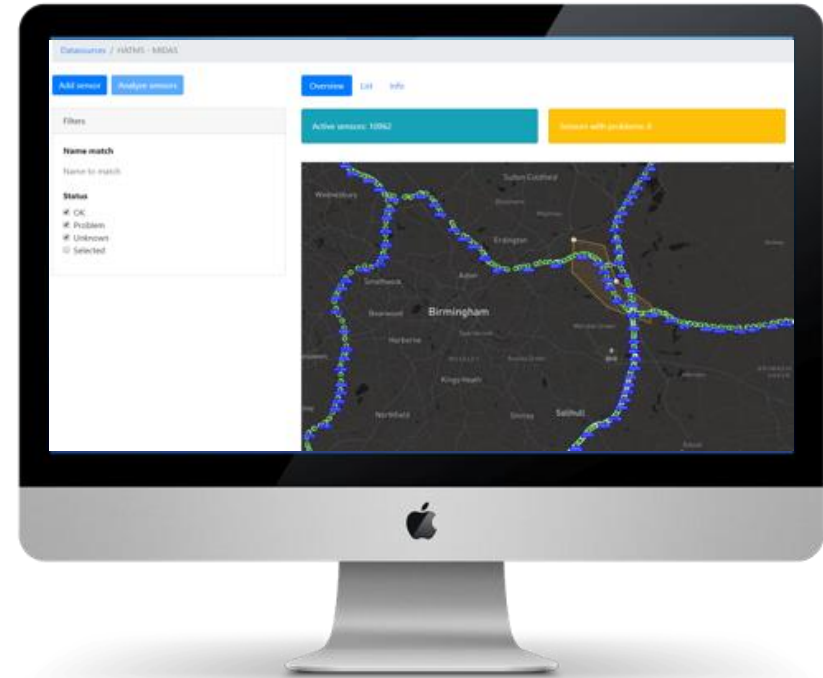 Datasources / HATMS - MIDAS
Add sensor Analyze sensors
Overview List Info
Filters
Active sensors: 10962
Sensors with problems: 0
Name match
Name to match
Status
OK
Problem
Unknown
Selected
Sutton Coldfield
Wednesbury
Erdington
Smethwick
Aston
Bearwood
Birmingham
Harborne
Kings Heath
Northfield
Shirley
Solihull